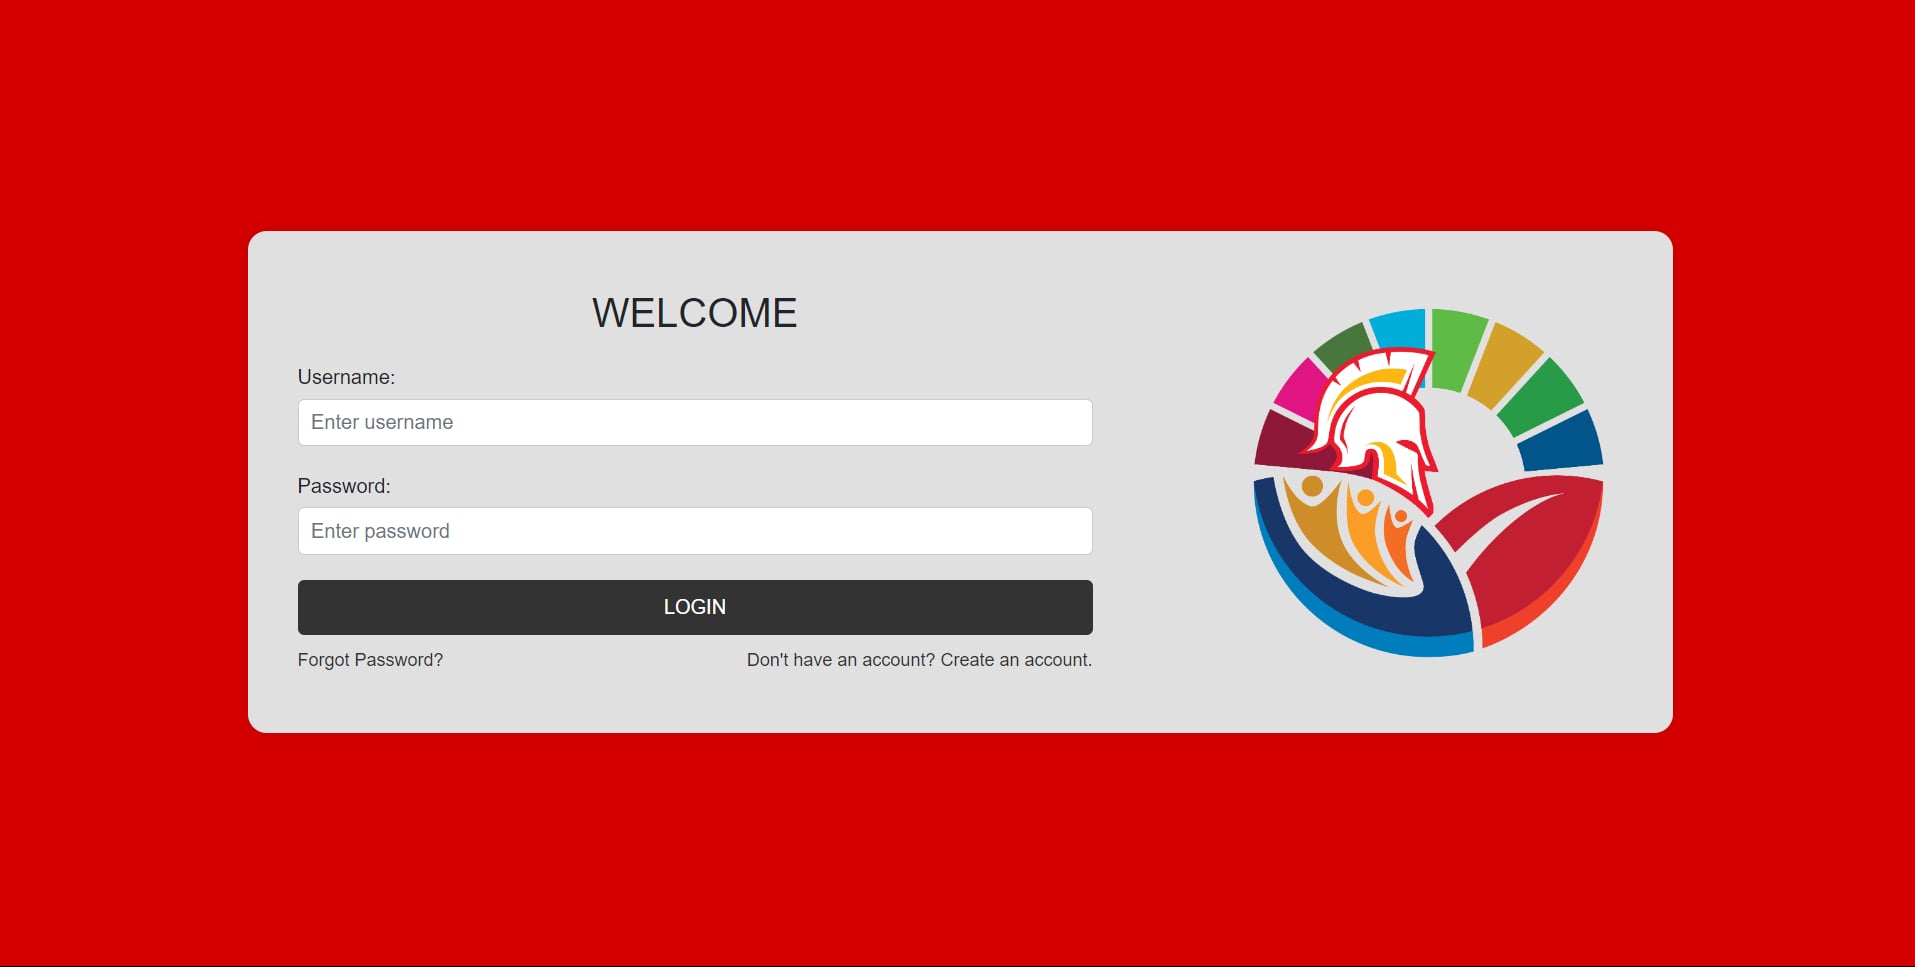 WELCOME
Username:
Enter username
Password:
Enter password
LOGIN
Forgot Password?
Don't have an account? Create an account.